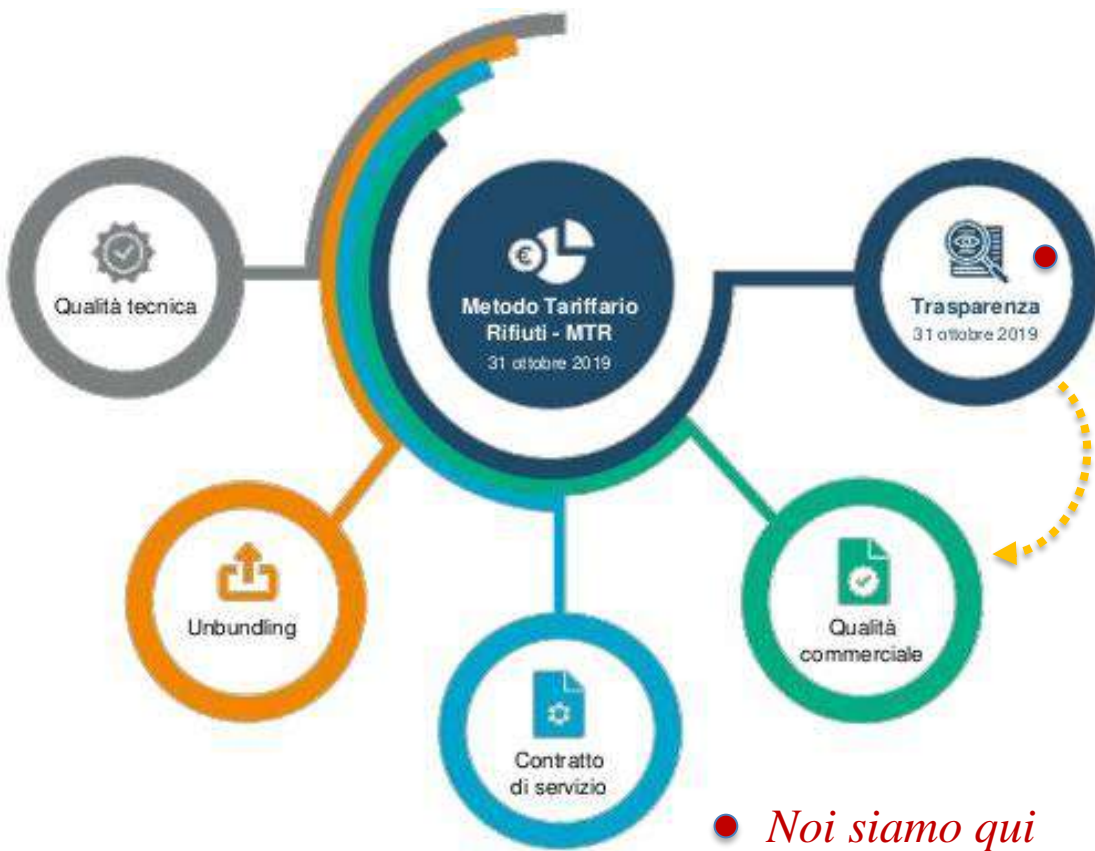 Metodo Tariffario
Rifiuti - MTR
31 ottobre 2019
Trasparenza
31 ottobre 2019
Qualità
commerciale
Contratto
di servizio
Unbundling
Qualità tecnica
Noi siamo qui